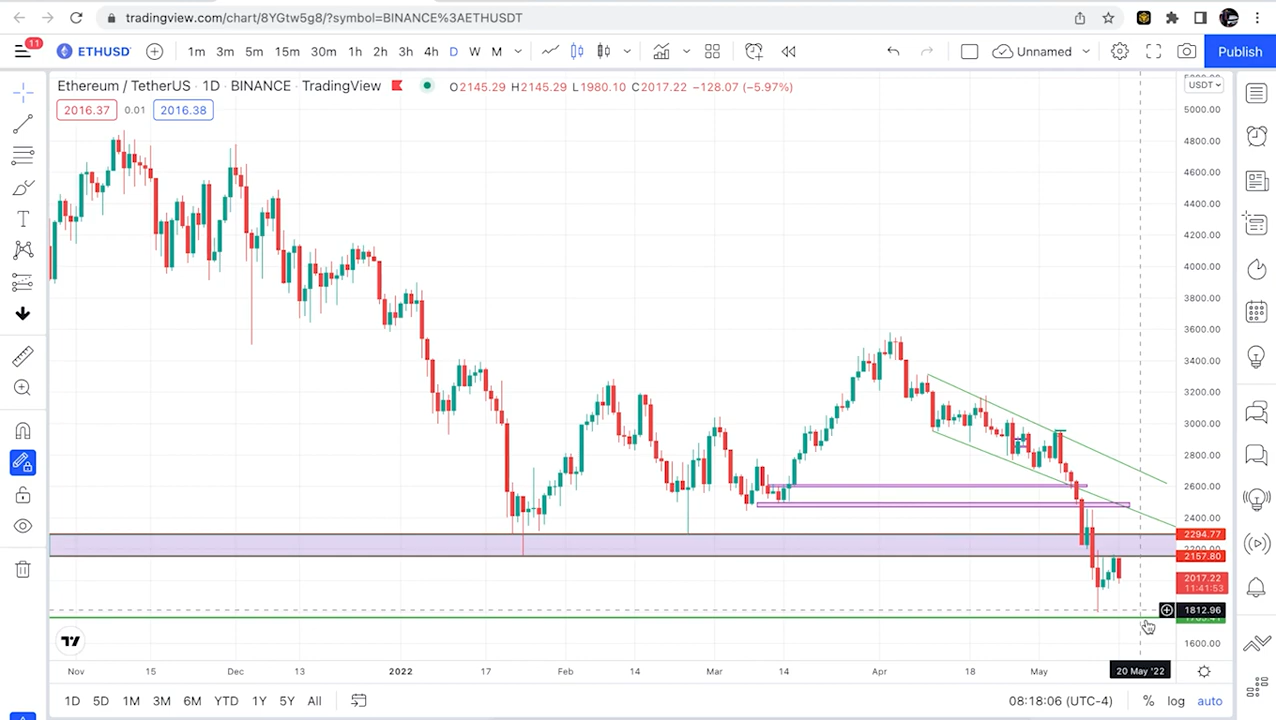 tradingview.com/chart/8YGtw5g8/?symbol=BINANCE%3AETHUSDT
11
ETHUSD
1m 3m 5m 15m 30m 1h 2h 3h 4h D W M
Unnamed
Publish
Ethereum / TetherUS · 1D · BINANCE · TradingView
O2145.29 H2145.29 L1980.10 C2017.22 −128.07 (−5.97%)
USDT
2016.37 0.01 2016.38
5000.00
4800.00
4600.00
4400.00
4200.00
4000.00
3800.00
3600.00
3400.00
3200.00
3000.00
2800.00
2600.00
2400.00
2294.77
2157.80
2017.22
11:41:53
1812.96
1600.00
Nov 15 Dec 13 2022 17 Feb 14 Mar 14 Apr 18 May 20 May '22
1D 5D 1M 3M 6M YTD 1Y 5Y All
08:18:06 (UTC-4) % log auto